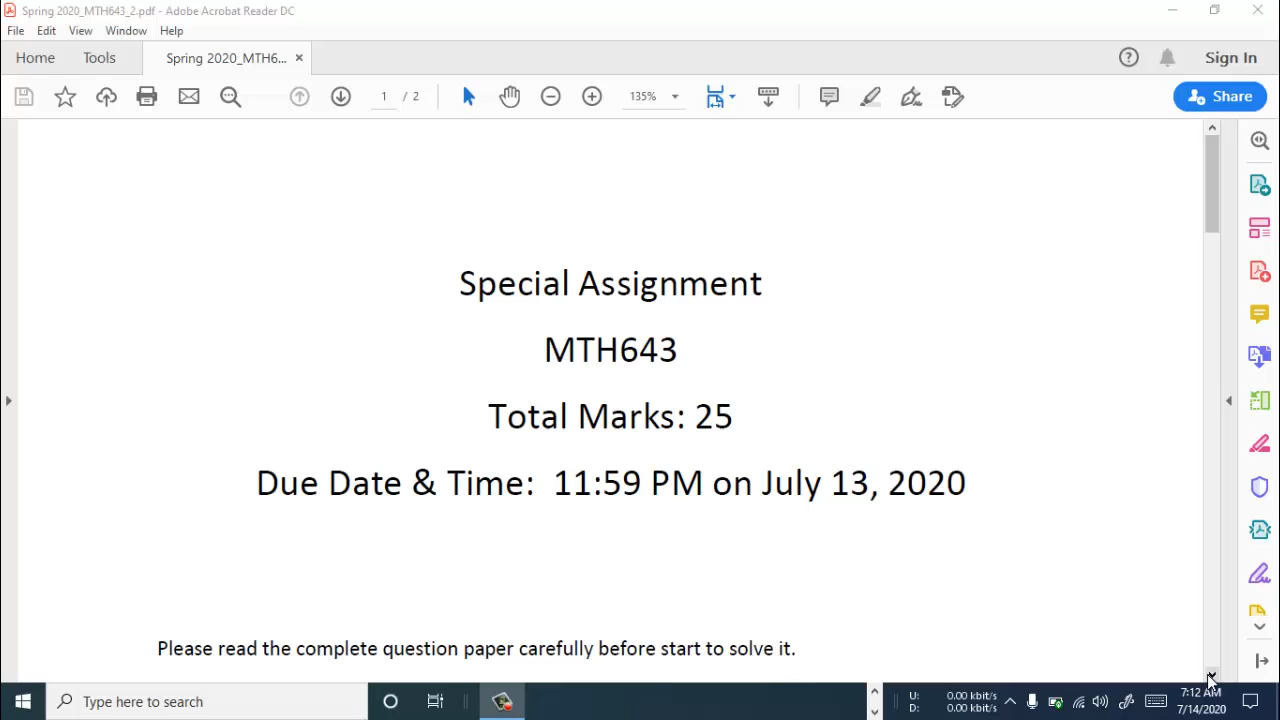 Spring 2020_MTH643_2.pdf - Adobe Acrobat Reader DC
File Edit View Window Help
Home Tools Spring 2020_MTH6... × Sign In
1 / 2 135% Share
Special Assignment
MTH643
Total Marks: 25
Due Date & Time: 11:59 PM on July 13, 2020
Please read the complete question paper carefully before start to solve it.
Type here to search
U: 0.00 kbit/s
D: 0.00 kbit/s
7:12 AM
7/14/2020